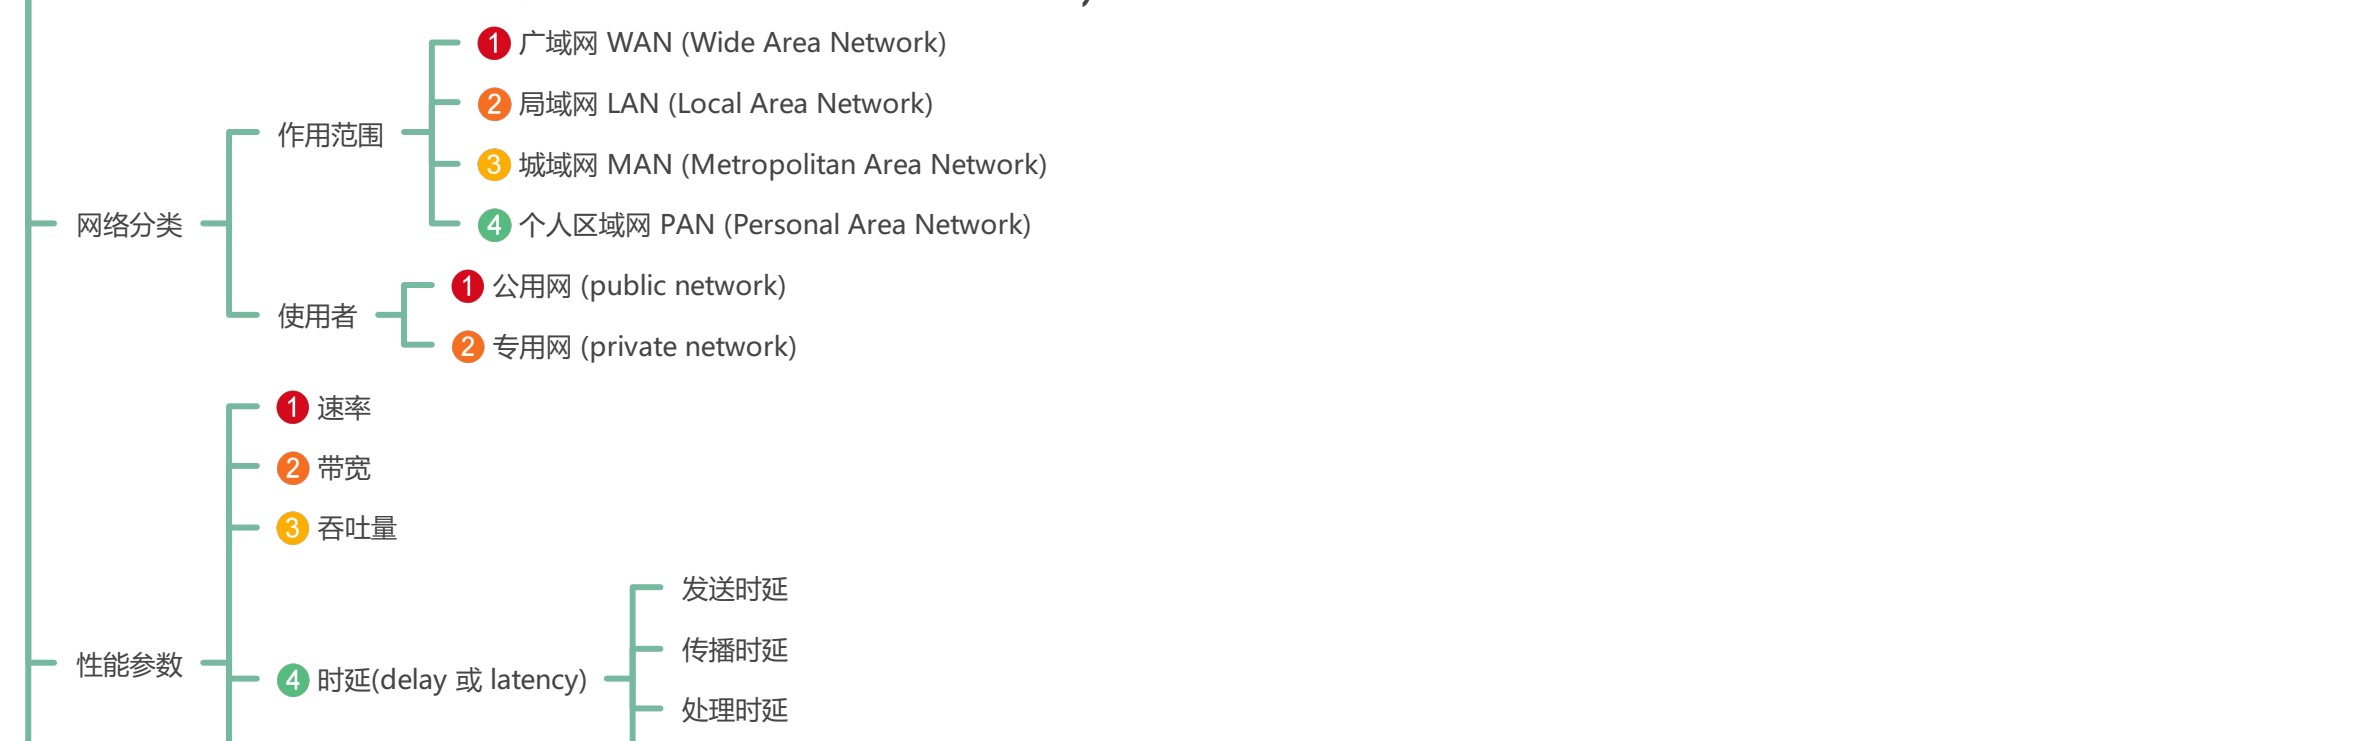 ① 广域网 WAN (Wide Area Network)
② 局域网 LAN (Local Area Network)
作用范围
③ 城域网 MAN (Metropolitan Area Network)
④ 个人区域网 PAN (Personal Area Network)
网络分类
① 公用网 (public network)
使用者
② 专用网 (private network)
① 速率
② 带宽
③ 吞吐量
发送时延
传播时延
性能参数
④ 时延(delay 或 latency)
处理时延